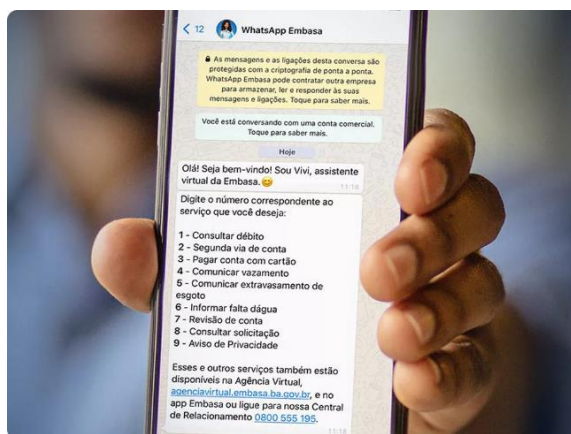 12 WhatsApp Embasa
As mensagens e as ligações desta conversa são
protegidas com a criptografia de ponta a ponta.
WhatsApp Embasa pode contratar outra empresa
para armazenar, ler e responder às suas
mensagens e ligações. Toque para saber mais.
Você está conversando com uma conta comercial.
Toque para saber mais.
Hoje
Olá! Seja bem-vindo! Sou Vivi, assistente
virtual da Embasa.😊 11:18
Digite o número correspondente ao
serviço que você deseja:
1 - Consultar débito
2 - Segunda via de conta
3 - Pagar conta com cartão
4 - Comunicar vazamento
5 - Comunicar extravasamento de
esgoto
6 - Informar falta dágua
7 - Revisão de conta
8 - Consultar solicitação
9 - Aviso de Privacidade
Esses e outros serviços também estão
disponíveis na Agência Virtual,
agenciavirtual.embasa.ba.gov.br, e no
app Embasa ou ligue para nossa Central
de Relacionamento 0800 555 195.
11:18